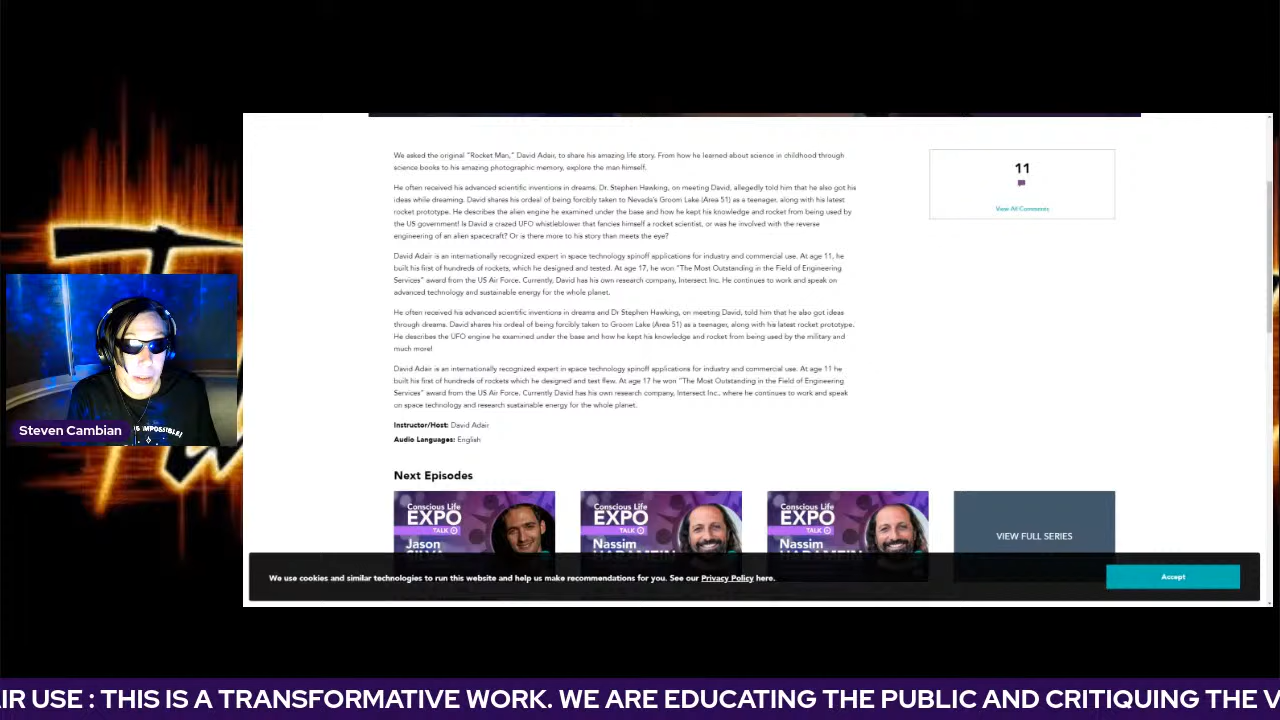 We asked the original "Rocket Man," David Adair, to share his amazing life story. From how he learned about science in childhood through
science books to his amazing photographic memory, explore the man himself.
He often received his advanced scientific inventions in dreams. Dr. Stephen Hawking, on meeting David, allegedly told him that he also got his
ideas while dreaming. David shares his ordeal of being forcibly taken to Nevada's Groom Lake (Area 51) as a teenager, along with his latest
rocket prototype. He describes the alien engine he examined under the base and how he kept his knowledge and rocket from being used by
the US government! Is David a crazed UFO whistleblower that fancies himself a rocket scientist, or was he involved with the reverse
engineering of an alien spacecraft? Or is there more to his story than meets the eye?
David Adair is an internationally recognized expert in space technology spinoff applications for industry and commercial use. At age 11, he
built his first of hundreds of rockets, which he designed and tested. At age 17, he won "The Most Outstanding in the Field of Engineering
Services" award from the US Air Force. Currently, David has his own research company, Intersect Inc. He continues to work and speak on
advanced technology and sustainable energy for the whole planet.
He often received his advanced scientific inventions in dreams and Dr Stephen Hawking, on meeting David, told him that he also got ideas
through dreams. David shares his ordeal of being forcibly taken to Groom Lake (Area 51) as a teenager, along with his latest rocket prototype.
He describes the UFO engine he examined under the base and how he kept his knowledge and rocket from being used by the military and
much more!
David Adair is an internationally recognized expert in space technology spinoff applications for industry and commercial use. At age 11 he
built his first of hundreds of rockets which he designed and test flew. At age 17 he won "The Most Outstanding in the Field of Engineering
Services" award from the US Air Force. Currently David has his own research company, Intersect Inc., where he continues to work and speak
on space technology and research sustainable energy for the whole planet.
Instructor/Host: David Adair
Audio Languages: English
11
View All Comments
Next Episodes
Conscious Life
EXPO
TALK
Jason
SILVA
Conscious Life
EXPO
TALK
Nassim
HARAMEIN
Conscious Life
EXPO
TALK
Nassim
HARAMEIN
VIEW FULL SERIES
We use cookies and similar technologies to run this website and help us make recommendations for you. See our Privacy Policy here.
Accept
Steven Cambian
IS IMPOSSIBLE!
IR USE : THIS IS A TRANSFORMATIVE WORK. WE ARE EDUCATING THE PUBLIC AND CRITIQUING THE V